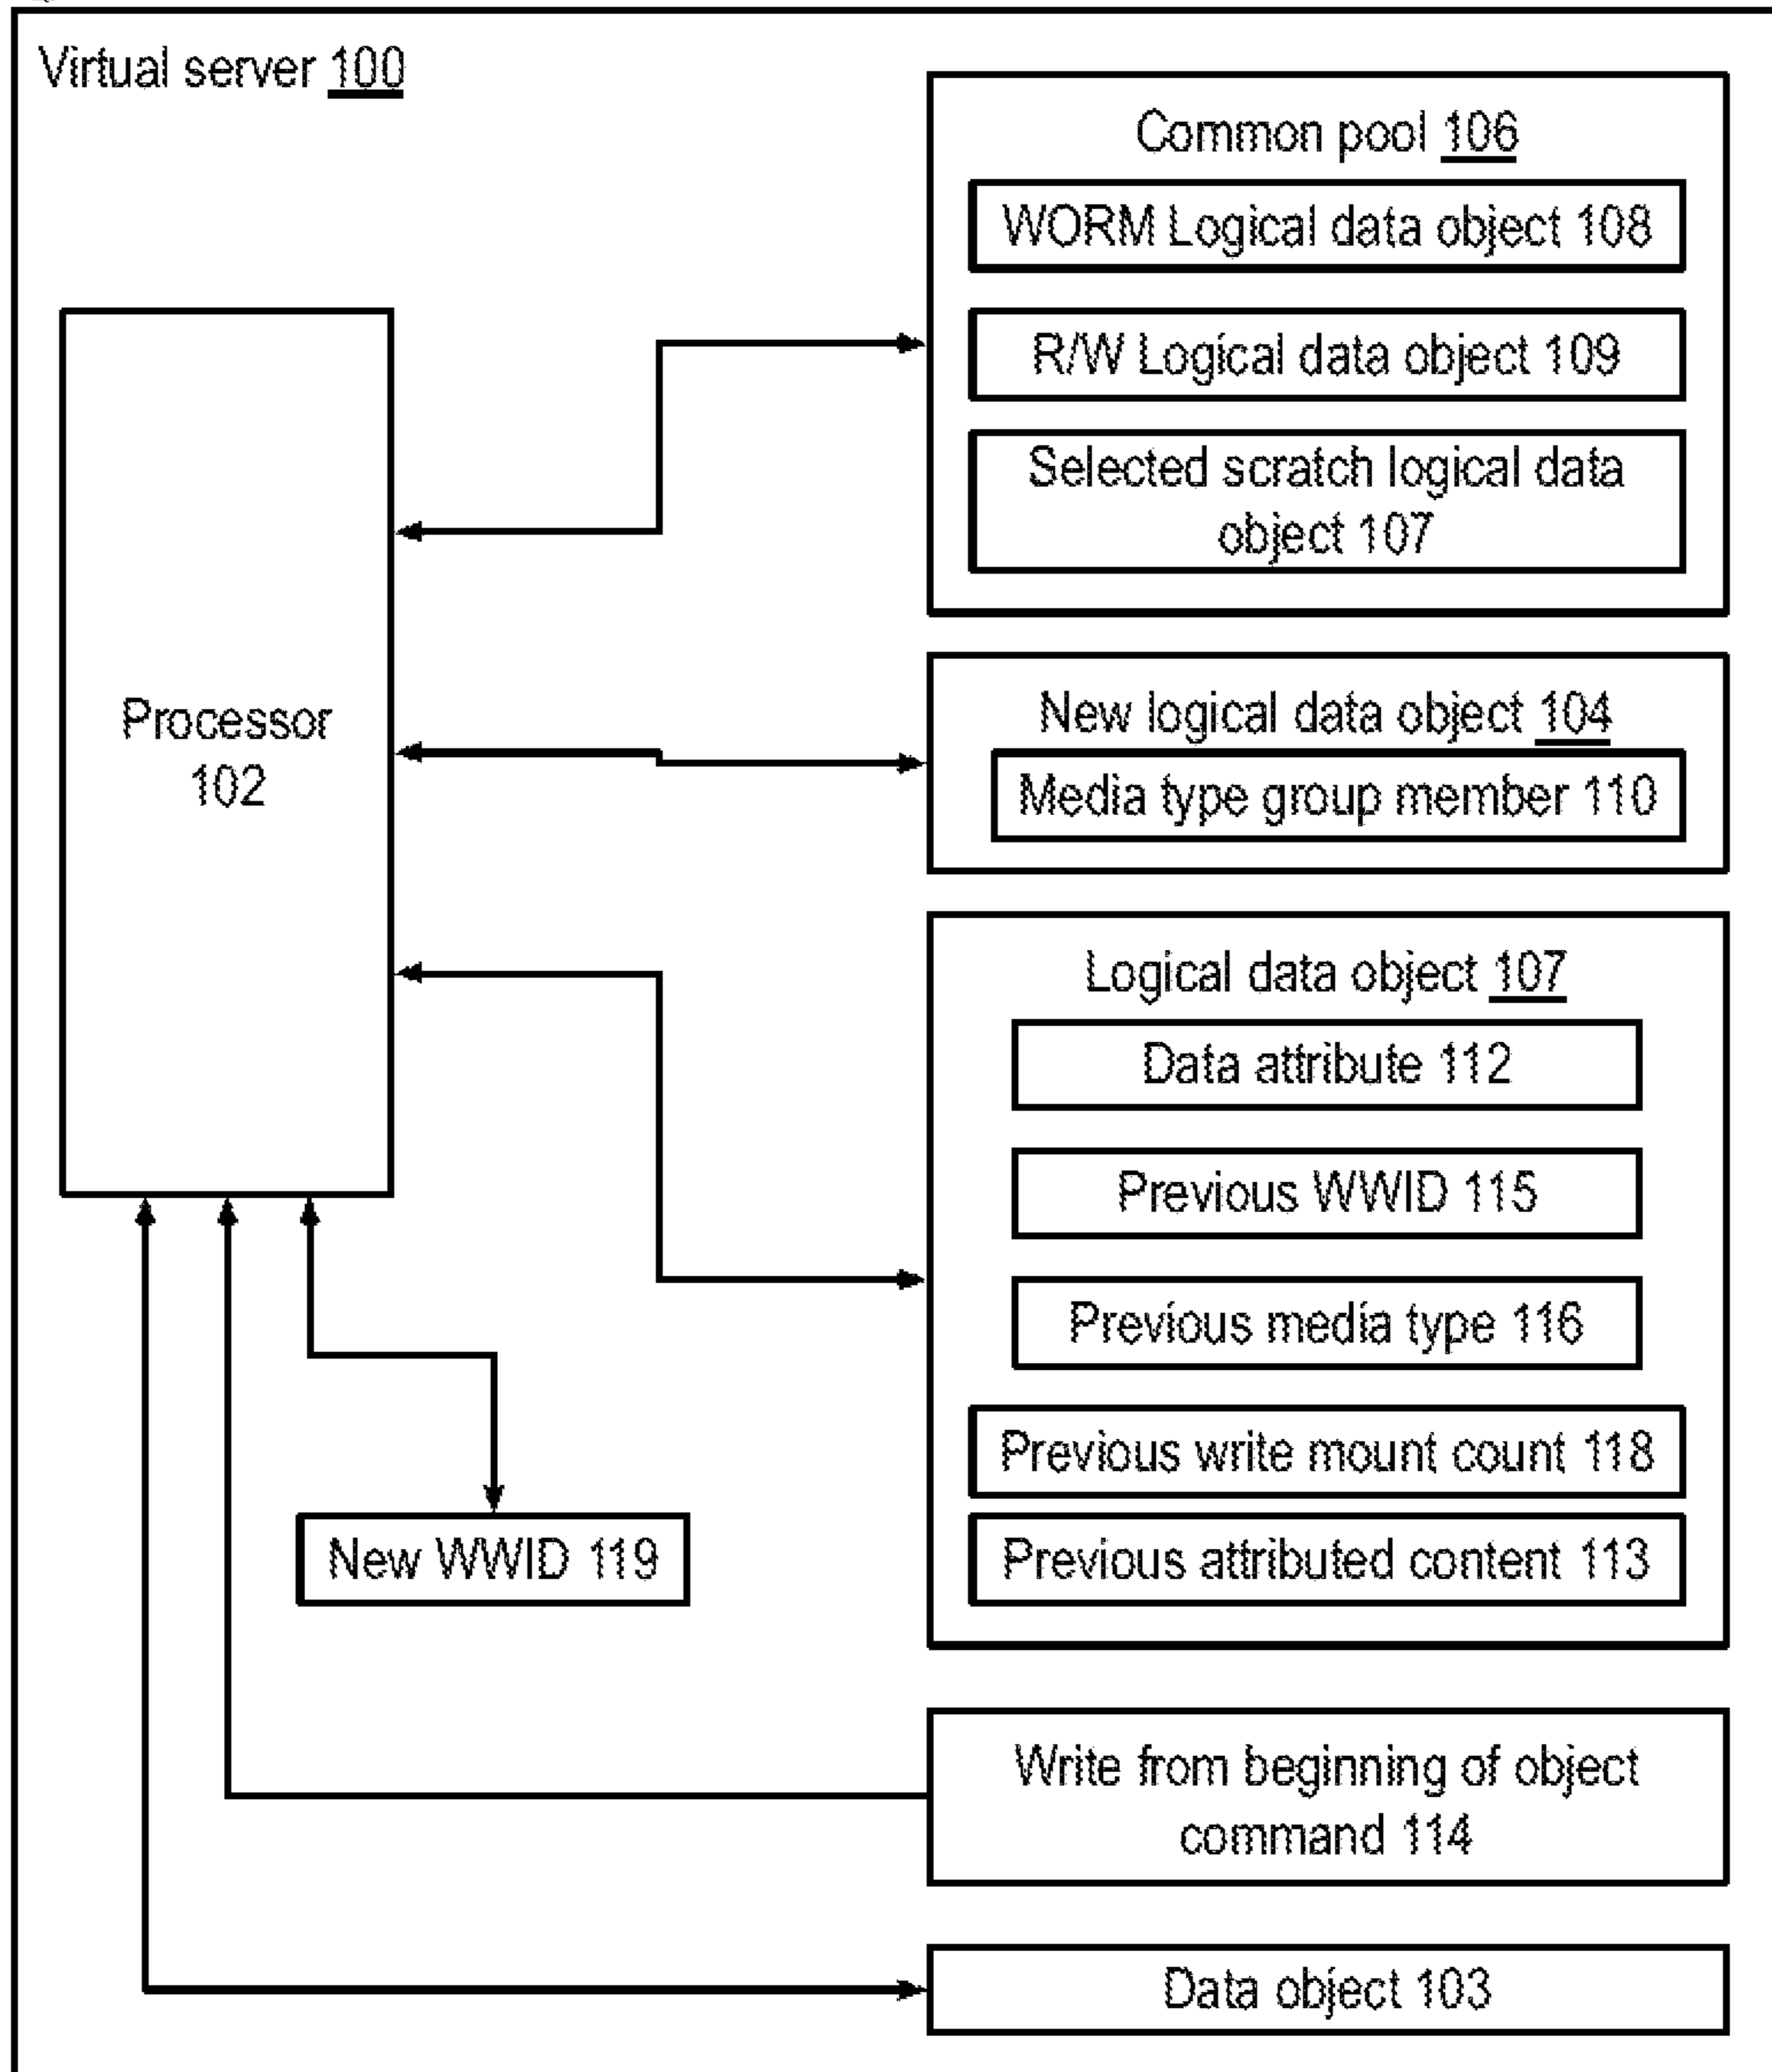 Virtual server 100
Common pool 106
WORM Logical data object 108
R/W Logical data object 109
Selected scratch logical data
object 107
Processor
102
New logical data object 104
Media type group member 110
Logical data object 107
Data attribute 112
Previous WWID 115
Previous media type 116
Previous write mount count 118
Previous attributed content 113
New WWID 119
Write from beginning of object
command 114
Data object 103